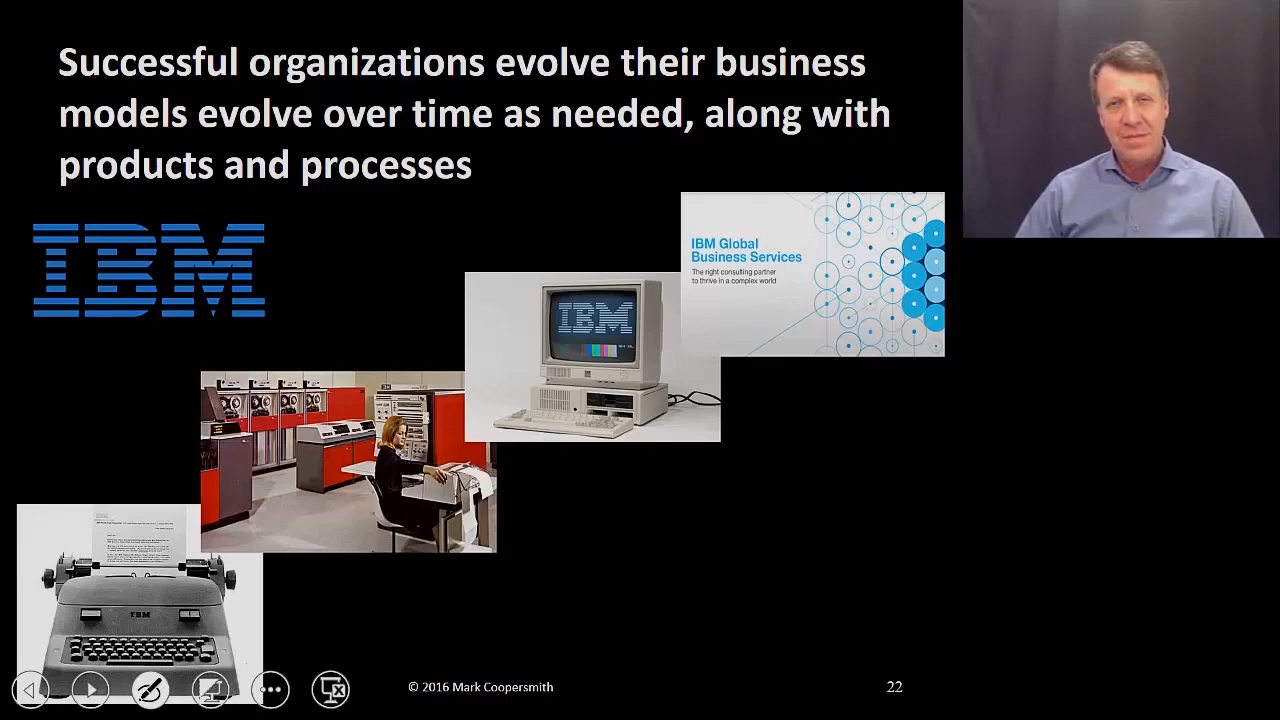 Successful organizations evolve their business
models evolve over time as needed, along with
products and processes
IBM
IBM Global
Business Services
The right consulting partner
to thrive in a complex world
IBM
IBM
IBM
© 2016 Mark Coopersmith
22